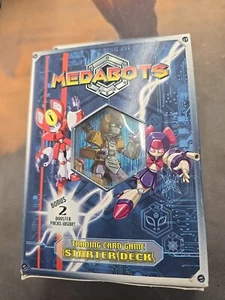 MEDABOTS
BONUS
2
BOOSTER
PACKS INSIDE!
TRADING CARD GAME
STARTER DECK